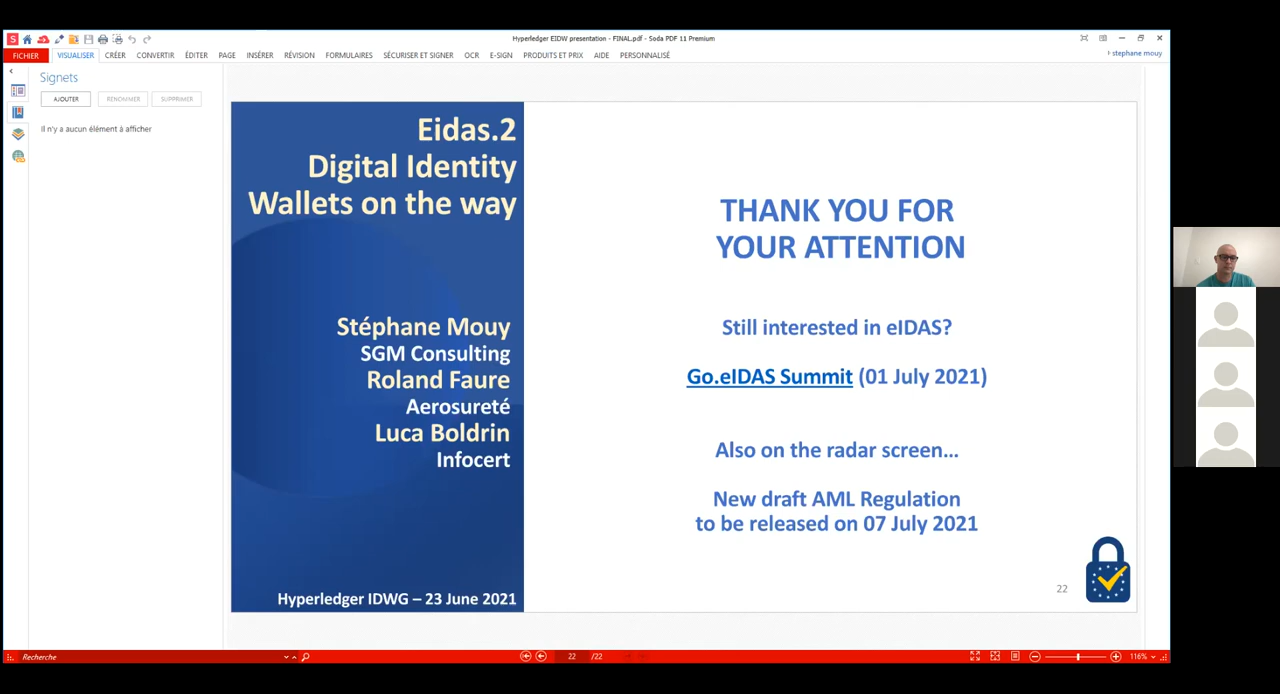 Hyperledger EIDW presentation - FINAL.pdf - Soda PDF 11 Premium
FICHIER
VISUALISER
CRÉER
CONVERTIR
ÉDITER
PAGE
INSÉRER
RÉVISION
FORMULAIRES
SÉCURISER ET SIGNER
OCR
E-SIGN
PRODUITS ET PRIX
AIDE
PERSONNALISÉ
stephane mouy
Signets
AJOUTER
RENOMMER
SUPPRIMER
Il n'y a aucun élément à afficher
Eidas.2
Digital Identity
Wallets on the way
Stéphane Mouy
SGM Consulting
Roland Faure
Aerosureté
Luca Boldrin
Infocert
Hyperledger IDWG – 23 June 2021
THANK YOU FOR
YOUR ATTENTION
Still interested in eIDAS?
Go.eIDAS Summit (01 July 2021)
Also on the radar screen…
New draft AML Regulation
to be released on 07 July 2021
22
Recherche
22 /22
116%